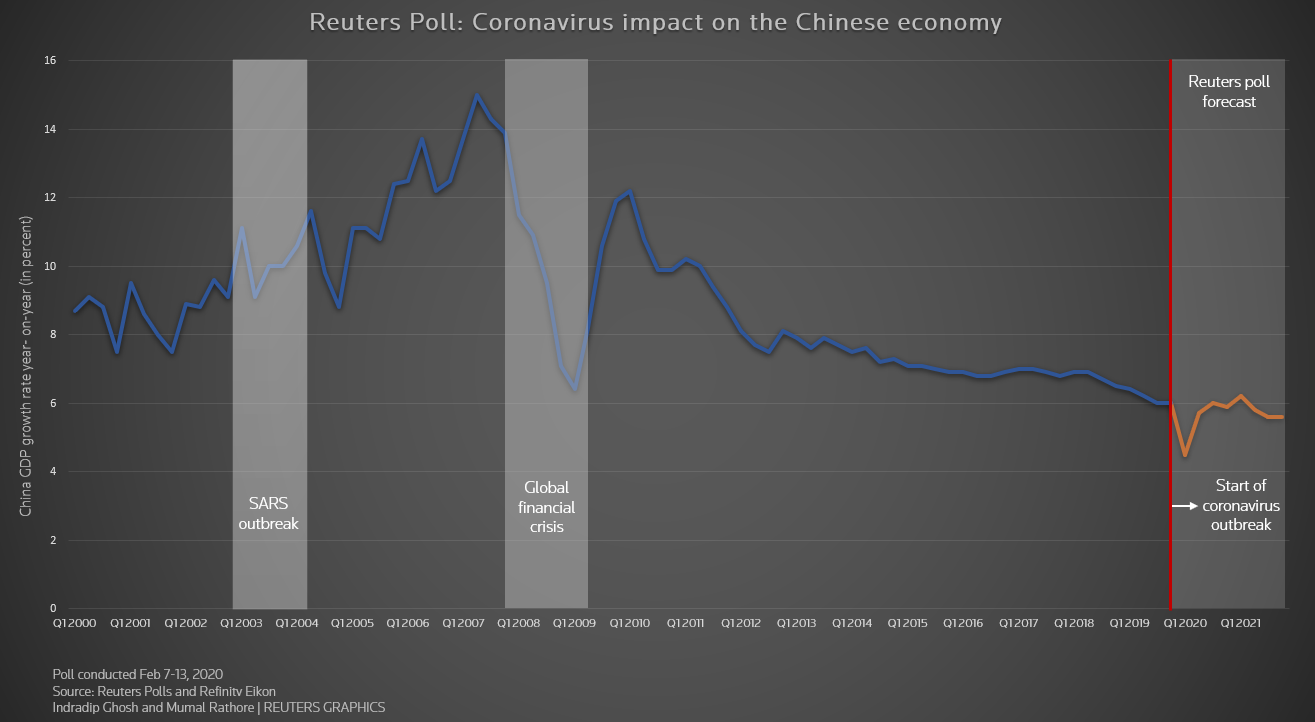 Reuters Poll: Coronavirus impact on the Chinese economy
China GDP growth rate year- on-year (in percent)
16
14
12
10
8
6
4
2
0
SARS
outbreak
Global
financial
crisis
Reuters poll
forecast
Start of
coronavirus
outbreak
Q12000 Q12001 Q12002 Q12003 Q12004 Q12005 Q12006 Q12007 Q12008 Q12009 Q12010 Q12011 Q12012 Q12013 Q12014 Q12015 Q12016 Q12017 Q12018 Q12019 Q12020 Q12021
Poll conducted Feb 7-13, 2020
Source: Reuters Polls and Refinitv Eikon
Indradip Ghosh and Mumal Rathore | REUTERS GRAPHICS